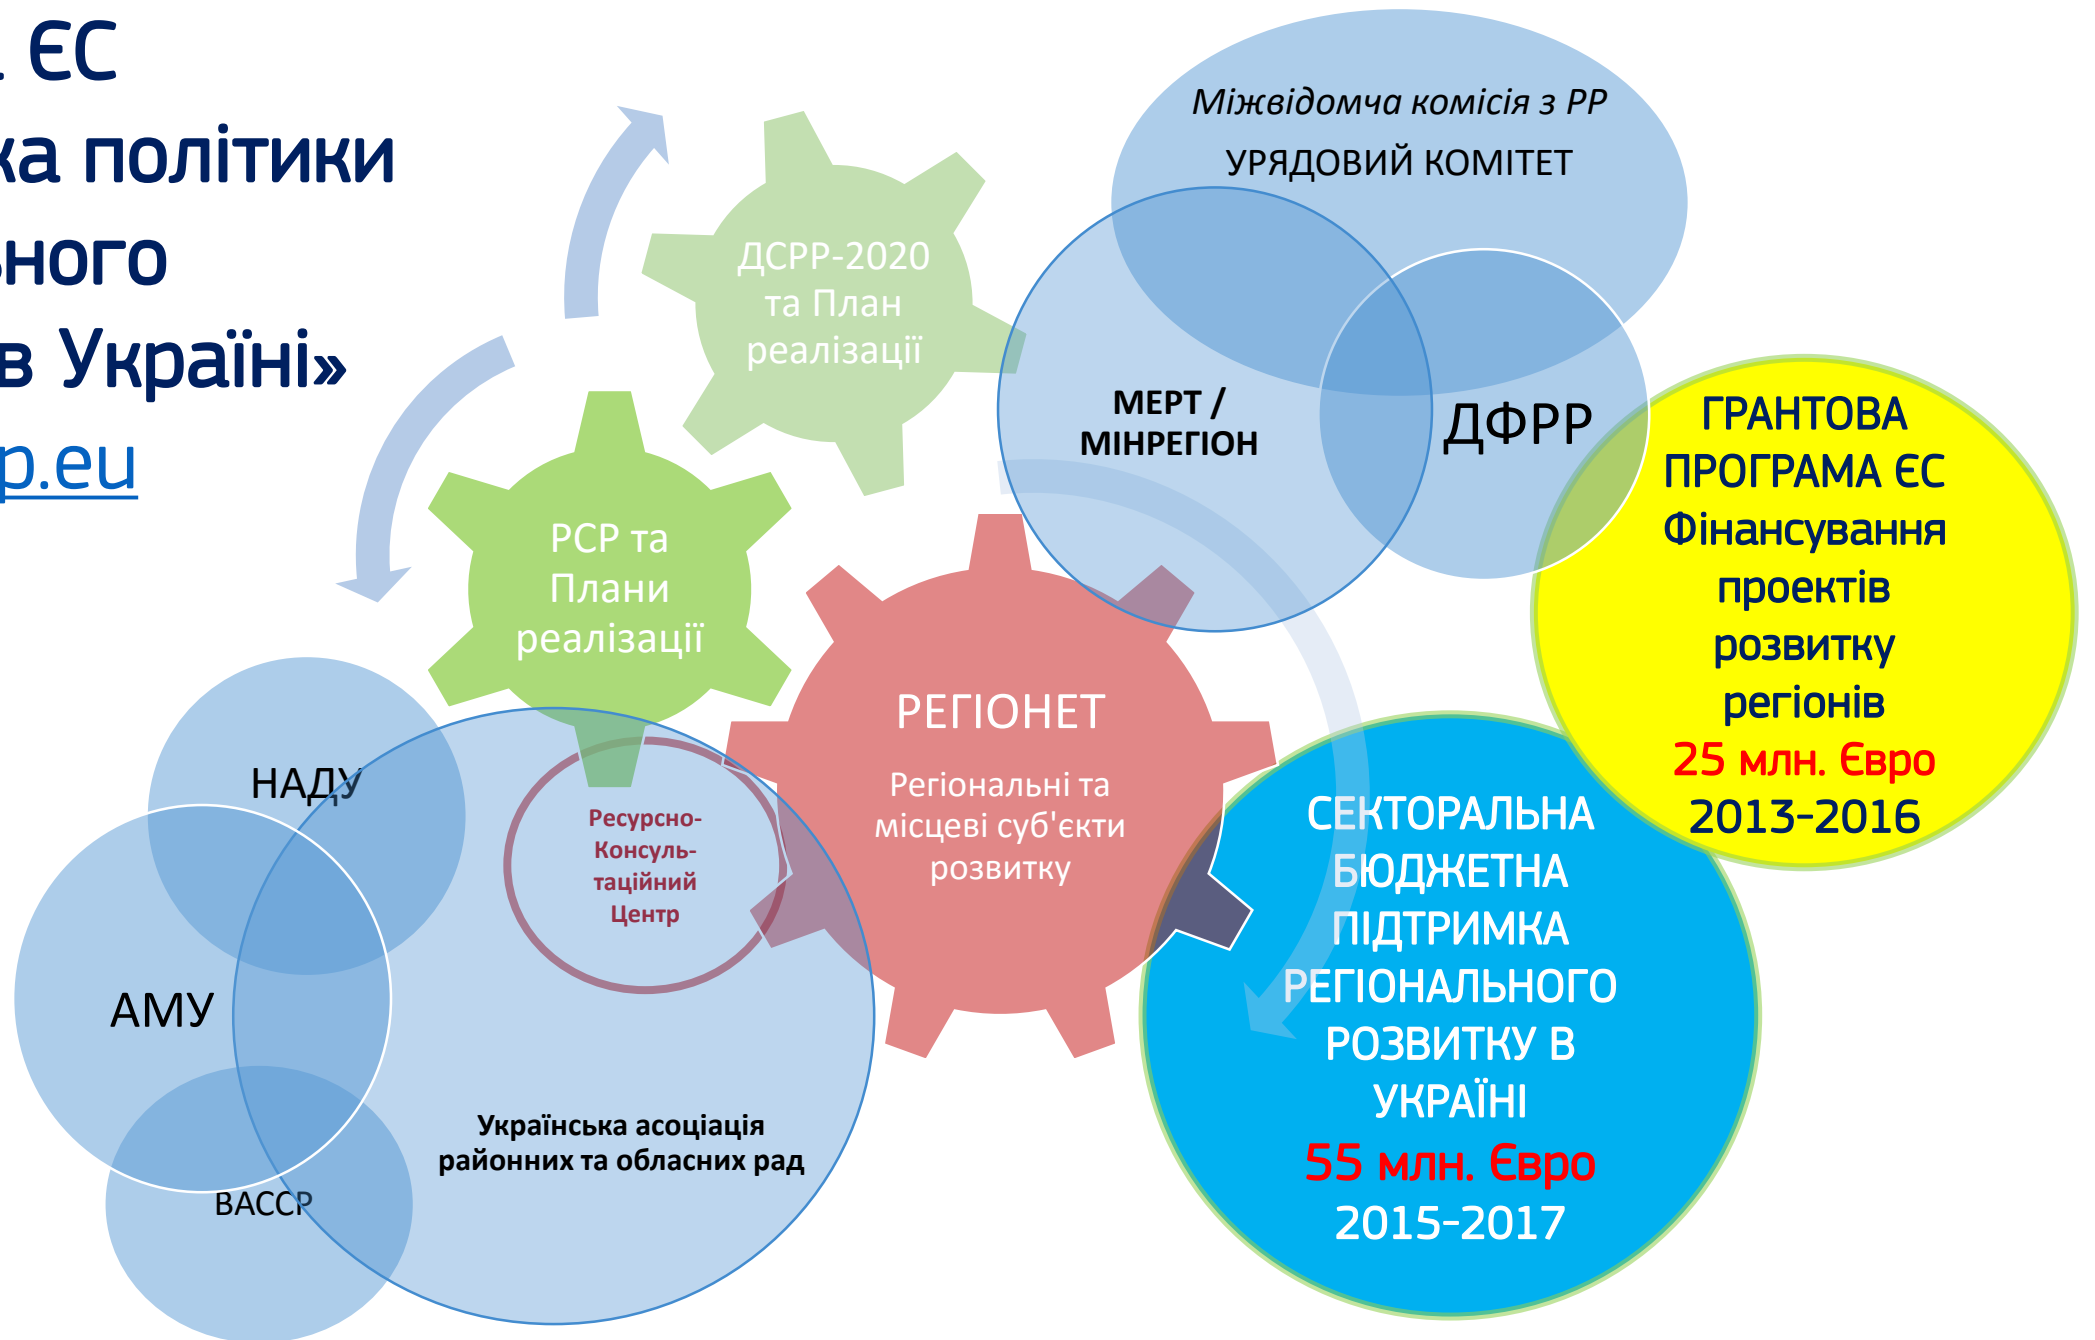 ЄС
ка політики
ного
в Україні»
p.eu
Міжвідомча комісія з РР
УРЯДОВИЙ КОМІТЕТ
ДСРР-2020
та План
реалізації
МЕРТ /
МІНРЕГІОН
ДФРР
ГРАНТОВА
ПРОГРАМА ЄС
Фінансування
проектів
розвитку
регіонів
25 млн. Євро
2013-2016
РСР та
Плани
реалізації
РЕГІОНЕТ
Регіональні та
місцеві суб'єкти
розвитку
НАДУ
Ресурсно-
Консуль-
таційний
Центр
СЕКТОРАЛЬНА
БЮДЖЕТНА
ПІДТРИМКА
РЕГІОНАЛЬНОГО
РОЗВИТКУ В
УКРАЇНІ
55 млн. Євро
2015-2017
АМУ
Українська асоціація
районних та обласних рад
ВАССР